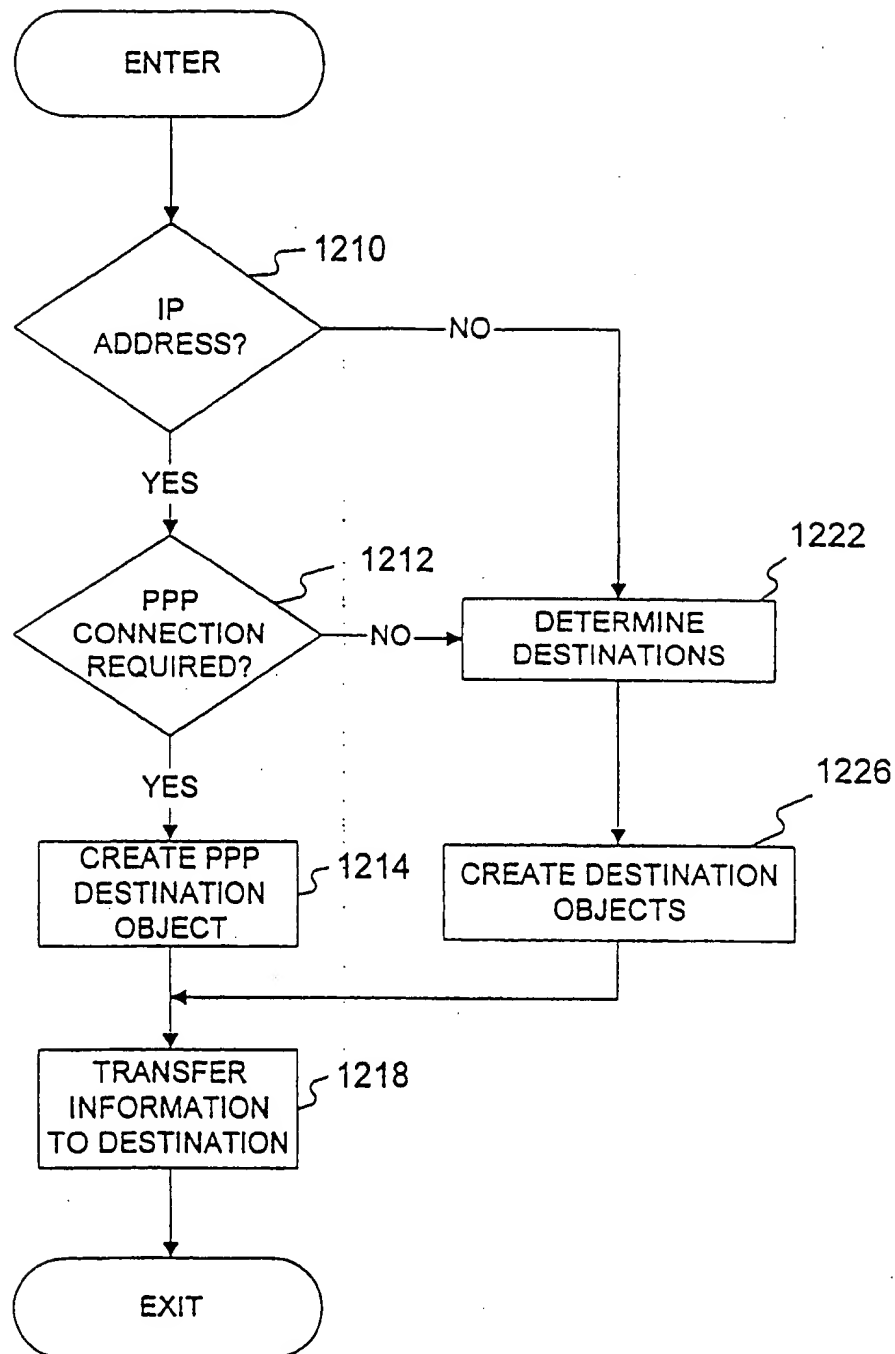 ENTER
1210
IP
ADDRESS?
NO
YES
1212
PPP
CONNECTION
REQUIRED?
NO
1222
DETERMINE
DESTINATIONS
YES
1226
CREATE PPP
DESTINATION
OBJECT
1214
CREATE DESTINATION
OBJECTS
TRANSFER
INFORMATION
TO DESTINATION
1218
EXIT